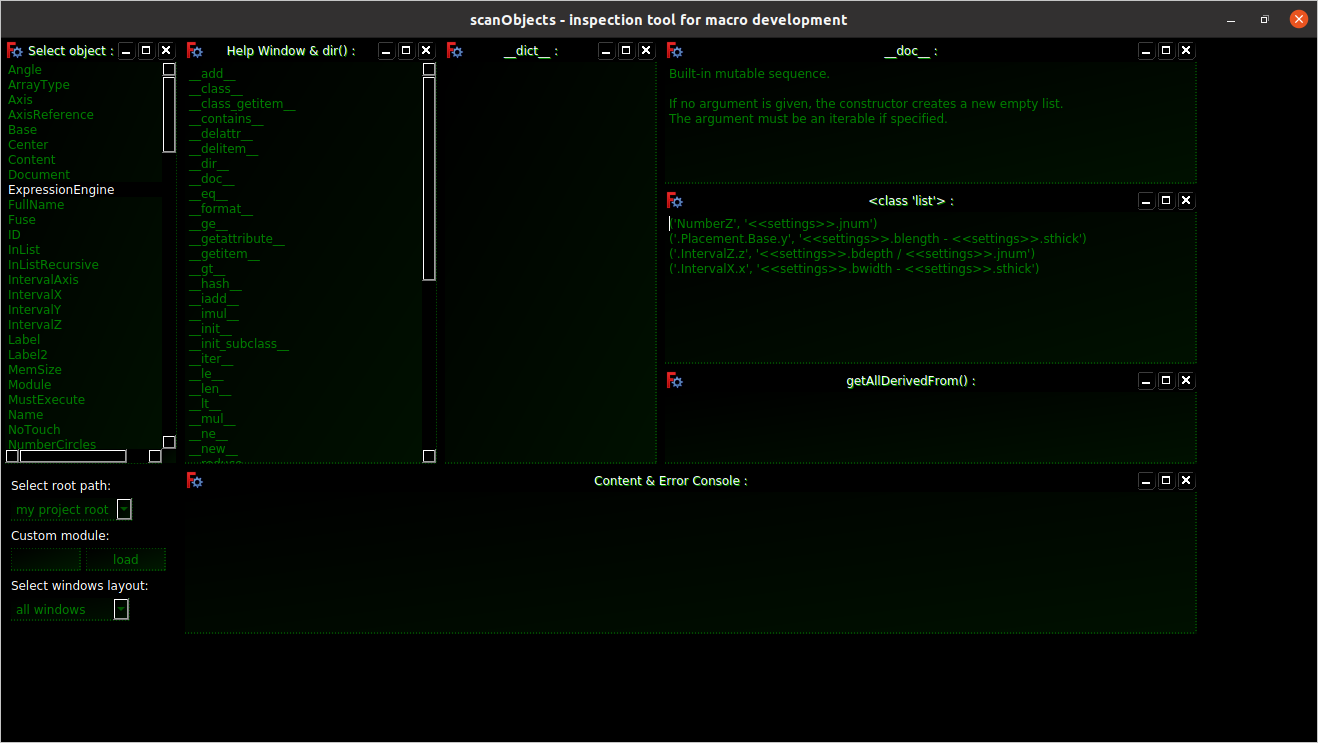 scanObjects - inspection tool for macro development
Select object :
Angle
ArrayType
Axis
AxisReference
Base
Center
Content
Document
ExpressionEngine
FullName
Fuse
ID
InList
InListRecursive
IntervalAxis
IntervalX
IntervalY
IntervalZ
Label
Label2
MemSize
Module
MustExecute
Name
NoTouch
NumberCircles
Help Window & dir() :
__add__
__class__
__class_getitem__
__contains__
__delattr__
__delitem__
__dir__
__doc__
__eq__
__format__
__ge__
__getattribute__
__getitem__
__gt__
__hash__
__iadd__
__imul__
__init__
__init_subclass__
__iter__
__le__
__len__
__lt__
__mul__
__ne__
__new__
__reduce__
__dict__ :
__doc__ :
Built-in mutable sequence.
If no argument is given, the constructor creates a new empty list.
The argument must be an iterable if specified.
<class 'list'> :
('NumberZ', '<<settings>>.jnum')
('.Placement.Base.y', '<<settings>>.blength - <<settings>>.sthick')
('.IntervalZ.z', '<<settings>>.bdepth / <<settings>>.jnum')
('.IntervalX.x', '<<settings>>.bwidth - <<settings>>.sthick')
getAllDerivedFrom() :
Select root path:
my project root
Custom module:
load
Select windows layout:
all windows
Content & Error Console :